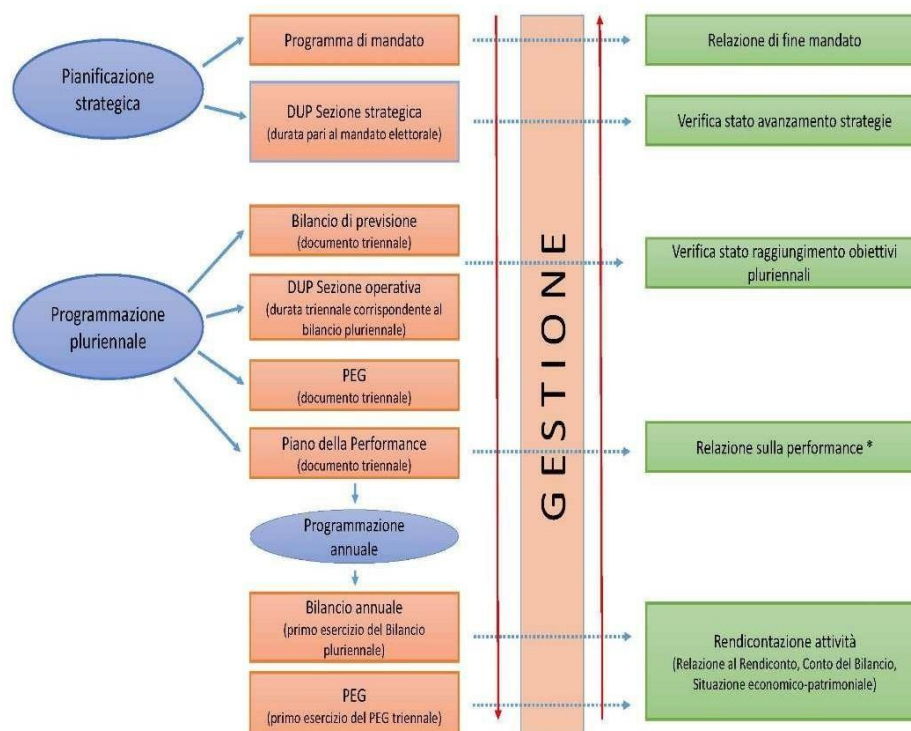 Pianificazione
strategica
Programma di mandato
Relazione di fine mandato
DUP Sezione strategica
(durata pari al mandato elettorale)
Verifica stato avanzamento strategie
Programmazione
pluriennale
Bilancio di previsione
(documento triennale)
DUP Sezione operativa
(durata triennale corrispondente al
bilancio pluriennale)
Verifica stato raggiungimento obiettivi
pluriennali
PEG
(documento triennale)
Piano della Performance
(documento triennale)
Relazione sulla performance *
GESTIONE
Programmazione
annuale
Bilancio annuale
(primo esercizio del Bilancio
pluriennale)
PEG
(primo esercizio del PEG triennale)
Rendicontazione attività
(Relazione al Rendiconto, Conto del Bilancio,
Situazione economico-patrimoniale)